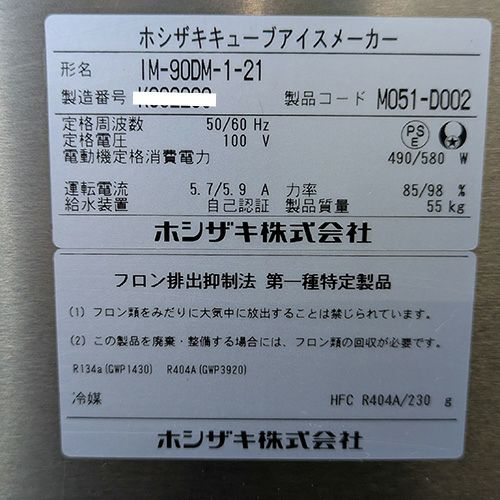 ホシザキキューブアイスメーカー
形名 IM-90DM-1-21
製造番号 製品コード M051-D002
定格周波数 50/60 Hz
定格電圧 100 V
PS E
電動機定格消費電力 490/580 W
運転電流 5.7/5.9 A 力率 85/98 %
給水装置 自己認証 製品質量 55 kg
ホシザキ株式会社
フロン排出抑制法 第一種特定製品
(1) フロン類をみだりに大気中に放出することは禁じられています。
(2) この製品を廃棄・整備する場合には、フロン類の回収が必要です。
R134a(GWP1430) R404A(GWP3920)
冷媒 HFC R404A/230 g
ホシザキ株式会社